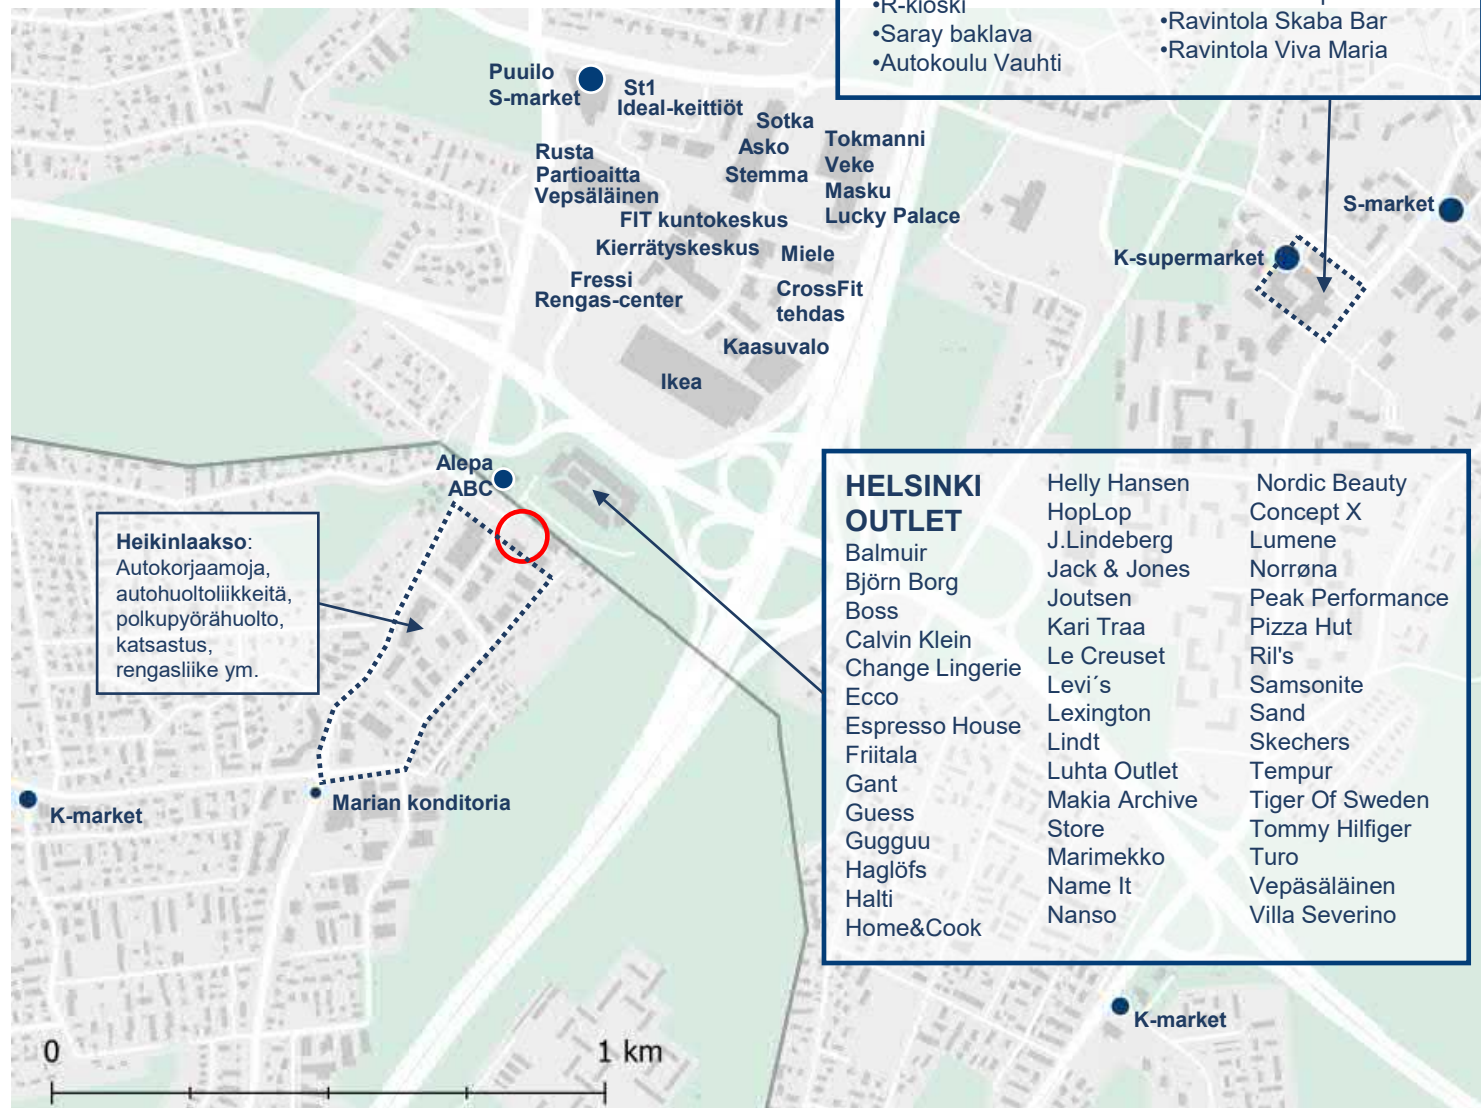 •R-kioski
•Saray baklava
•Autokoulu Vauhti
•Ravintola Skaba Bar
•Ravintola Viva Maria
Puuilo
S-market
St1
Ideal-keittiöt
Sotka
Asko
Stemma
Tokmanni
Veke
Masku
Lucky Palace
Rusta
Partioaitta
Vepsäläinen
FIT kuntokeskus
Kierrätyskeskus
Miele
Fressi
Rengas-center
CrossFit
tehdas
Kaasuvalo
Ikea
S-market
K-supermarket
Alepa
ABC
Heikinlaakso:
Autokorjaamoja,
autohuoltoliikkeitä,
polkupyörähuolto,
katsastus,
rengasliike ym.
HELSINKI
OUTLET
Balmuir
Björn Borg
Boss
Calvin Klein
Change Lingerie
Ecco
Espresso House
Friitala
Gant
Guess
Gugguu
Haglöfs
Halti
Home&Cook
Helly Hansen
HopLop
J.Lindeberg
Jack & Jones
Joutsen
Kari Traa
Le Creuset
Levi´s
Lexington
Lindt
Luhta Outlet
Makia Archive
Store
Marimekko
Name It
Nanso
Nordic Beauty
Concept X
Lumene
Norrøna
Peak Performance
Pizza Hut
Ril's
Samsonite
Sand
Skechers
Tempur
Tiger Of Sweden
Tommy Hilfiger
Turo
Vepäsäläinen
Villa Severino
K-market
Marian konditoria
K-market
0
1 km